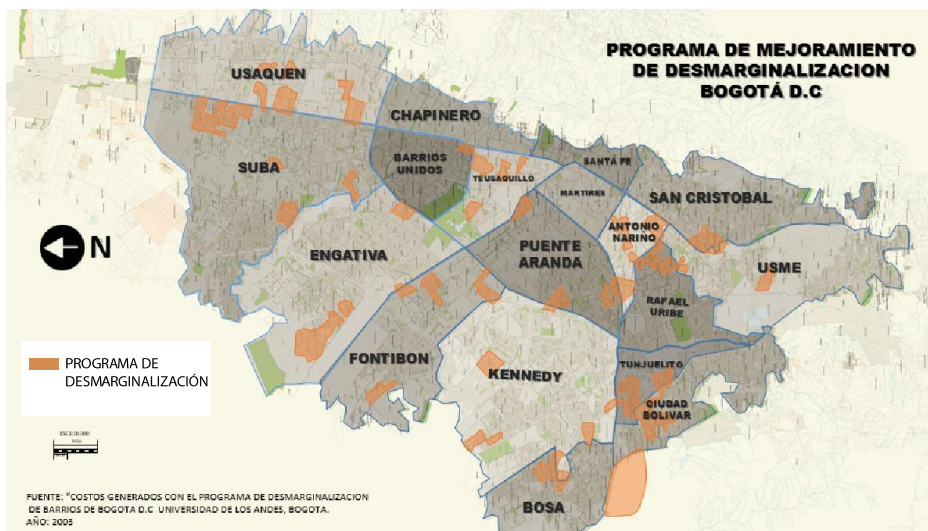 PROGRAMA DE MEJORAMIENTO
DE DESMARGINALIZACION
BOGOTÁ D.C
USAQUEN
CHAPINERO
SUBA
BARRIOS
UNIDOS
TEUSAQUILLO
SANTA FE
MARTIRES
SAN CRISTOBAL
ANTONIO
NARIÑO
ENGATIVA
PUENTE
ARANDA
USME
RAFAEL
URIBE
N
FONTIBON
KENNEDY
TUNJUELITO
CIUDAD
BOLIVAR
BOSA
PROGRAMA DE
DESMARGINALIZACIÓN
FUENTE: "COSTOS GENERADOS CON EL PROGRAMA DE DESMARGINALIZACION
DE BARRIOS DE BOGOTA D.C UNIVERSIDAD DE LOS ANDES, BOGOTA.
AÑO: 2003